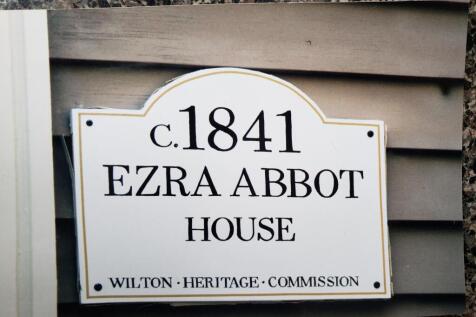 c.1841
EZRA ABBOT
HOUSE
WILTON · HERITAGE · COMMISSION